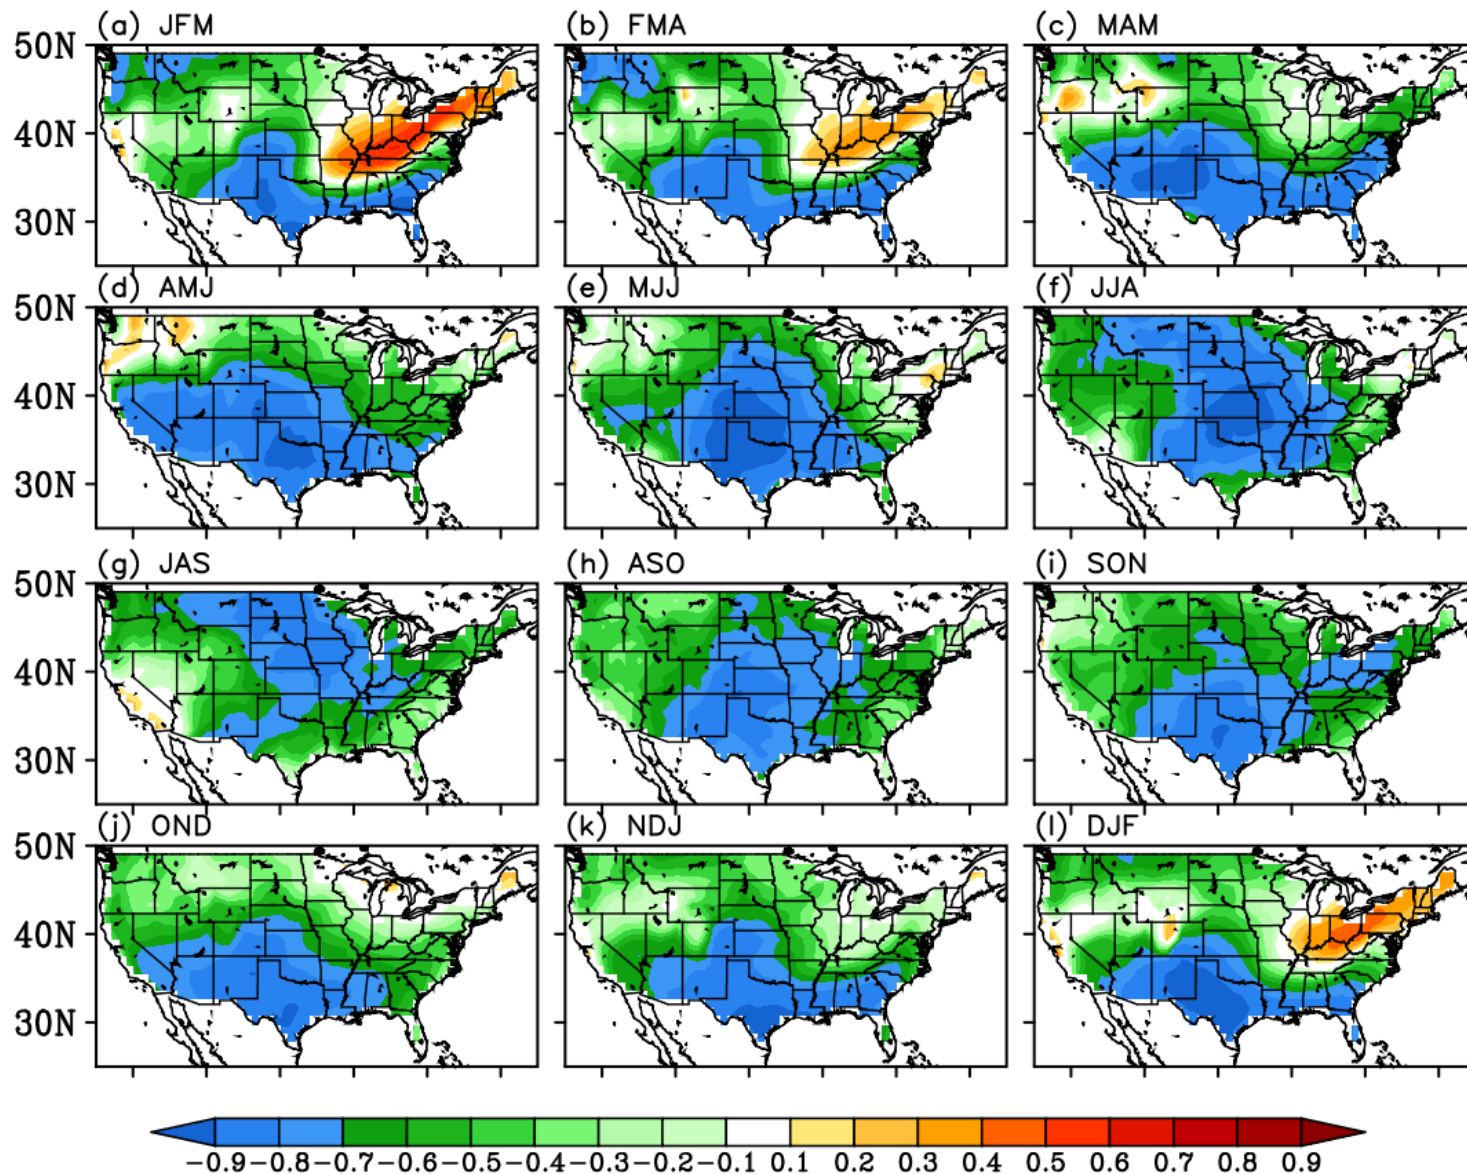 (a) JFM (b) FMA (c) MAM
50N
40N
30N
(d) AMJ (e) MJJ (f) JJA
50N
40N
30N
(g) JAS (h) ASO (i) SON
50N
40N
30N
(j) OND (k) NDJ (l) DJF
50N
40N
30N
-0.9 -0.8 -0.7 -0.6 -0.5 -0.4 -0.3 -0.2 -0.1 0.1 0.2 0.3 0.4 0.5 0.6 0.7 0.8 0.9